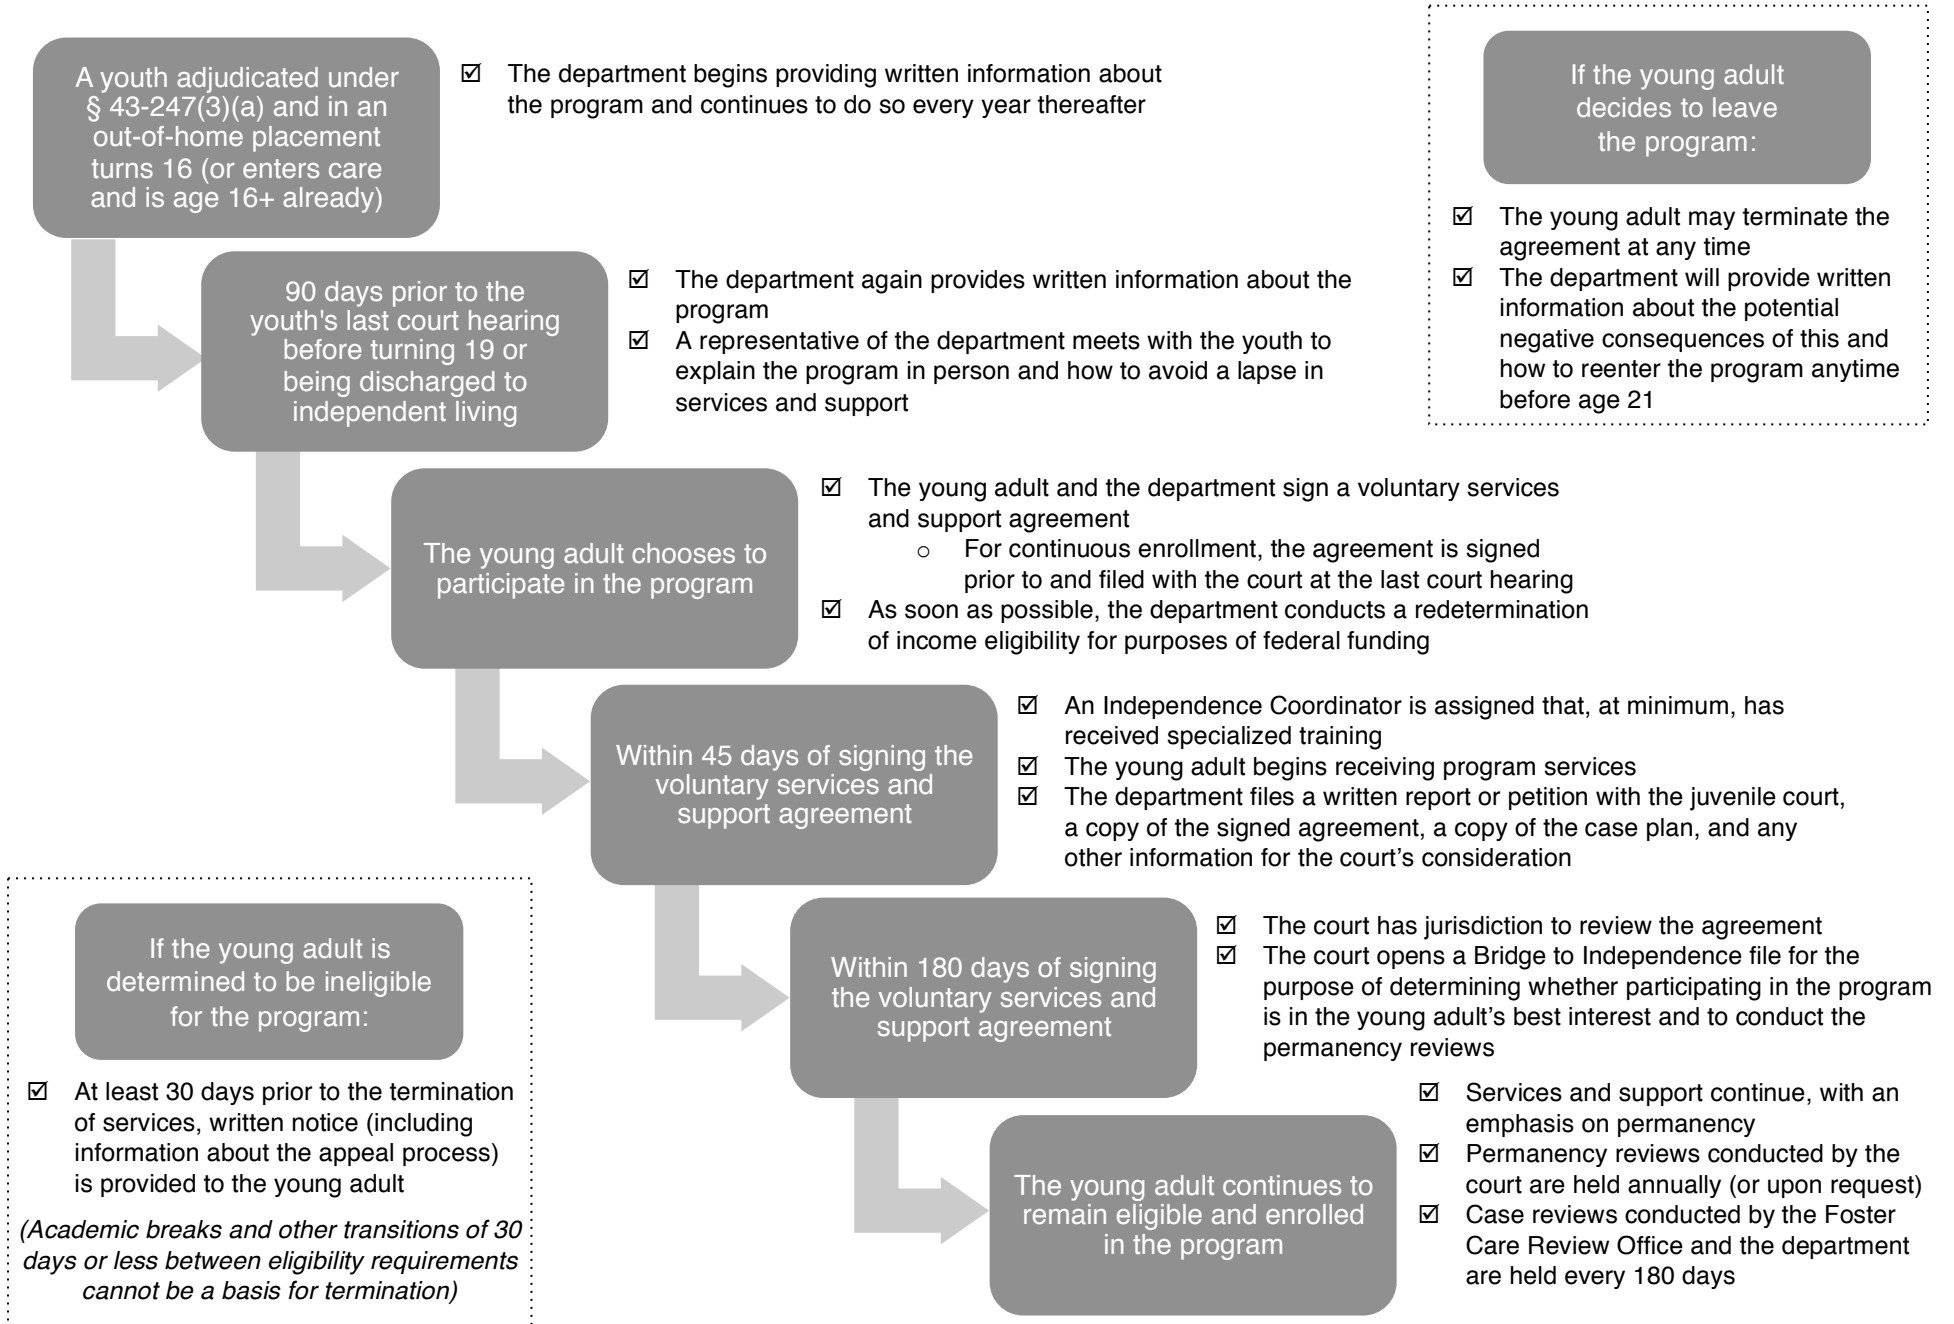 A youth adjudicated under
§ 43-247(3)(a) and in an
out-of-home placement
turns 16 (or enters care
and is age 16+ already)
☑ The department begins providing written information about
the program and continues to do so every year thereafter
If the young adult
decides to leave
the program:
☑ The young adult may terminate the
agreement at any time
☑ The department will provide written
information about the potential
negative consequences of this and
how to reenter the program anytime
before age 21
90 days prior to the
youth's last court hearing
before turning 19 or
being discharged to
independent living
☑ The department again provides written information about the
program
☑ A representative of the department meets with the youth to
explain the program in person and how to avoid a lapse in
services and support
The young adult chooses to
participate in the program
☑ The young adult and the department sign a voluntary services
and support agreement
○ For continuous enrollment, the agreement is signed
prior to and filed with the court at the last court hearing
☑ As soon as possible, the department conducts a redetermination
of income eligibility for purposes of federal funding
Within 45 days of signing the
voluntary services and
support agreement
☑ An Independence Coordinator is assigned that, at minimum, has
received specialized training
☑ The young adult begins receiving program services
☑ The department files a written report or petition with the juvenile court,
a copy of the signed agreement, a copy of the case plan, and any
other information for the court’s consideration
If the young adult is
determined to be ineligible
for the program:
☑ At least 30 days prior to the termination
of services, written notice (including
information about the appeal process)
is provided to the young adult
(Academic breaks and other transitions of 30
days or less between eligibility requirements
cannot be a basis for termination)
Within 180 days of signing
the voluntary services and
support agreement
☑ The court has jurisdiction to review the agreement
☑ The court opens a Bridge to Independence file for the
purpose of determining whether participating in the program
is in the young adult’s best interest and to conduct the
permanency reviews
The young adult continues to
remain eligible and enrolled
in the program
☑ Services and support continue, with an
emphasis on permanency
☑ Permanency reviews conducted by the
court are held annually (or upon request)
☑ Case reviews conducted by the Foster
Care Review Office and the department
are held every 180 days